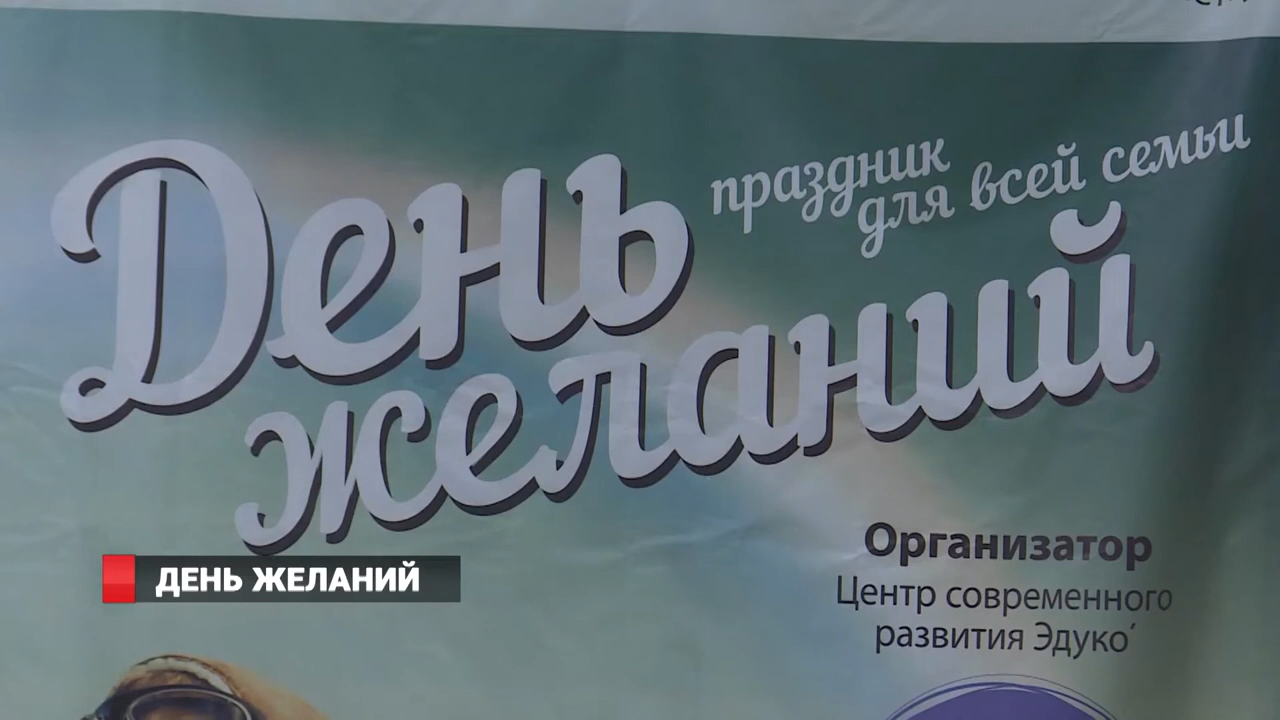 День
желаний
праздник
для всей семьи
Организатор
Центр современного
развития Эдуко՛
ДЕНЬ ЖЕЛАНИЙ